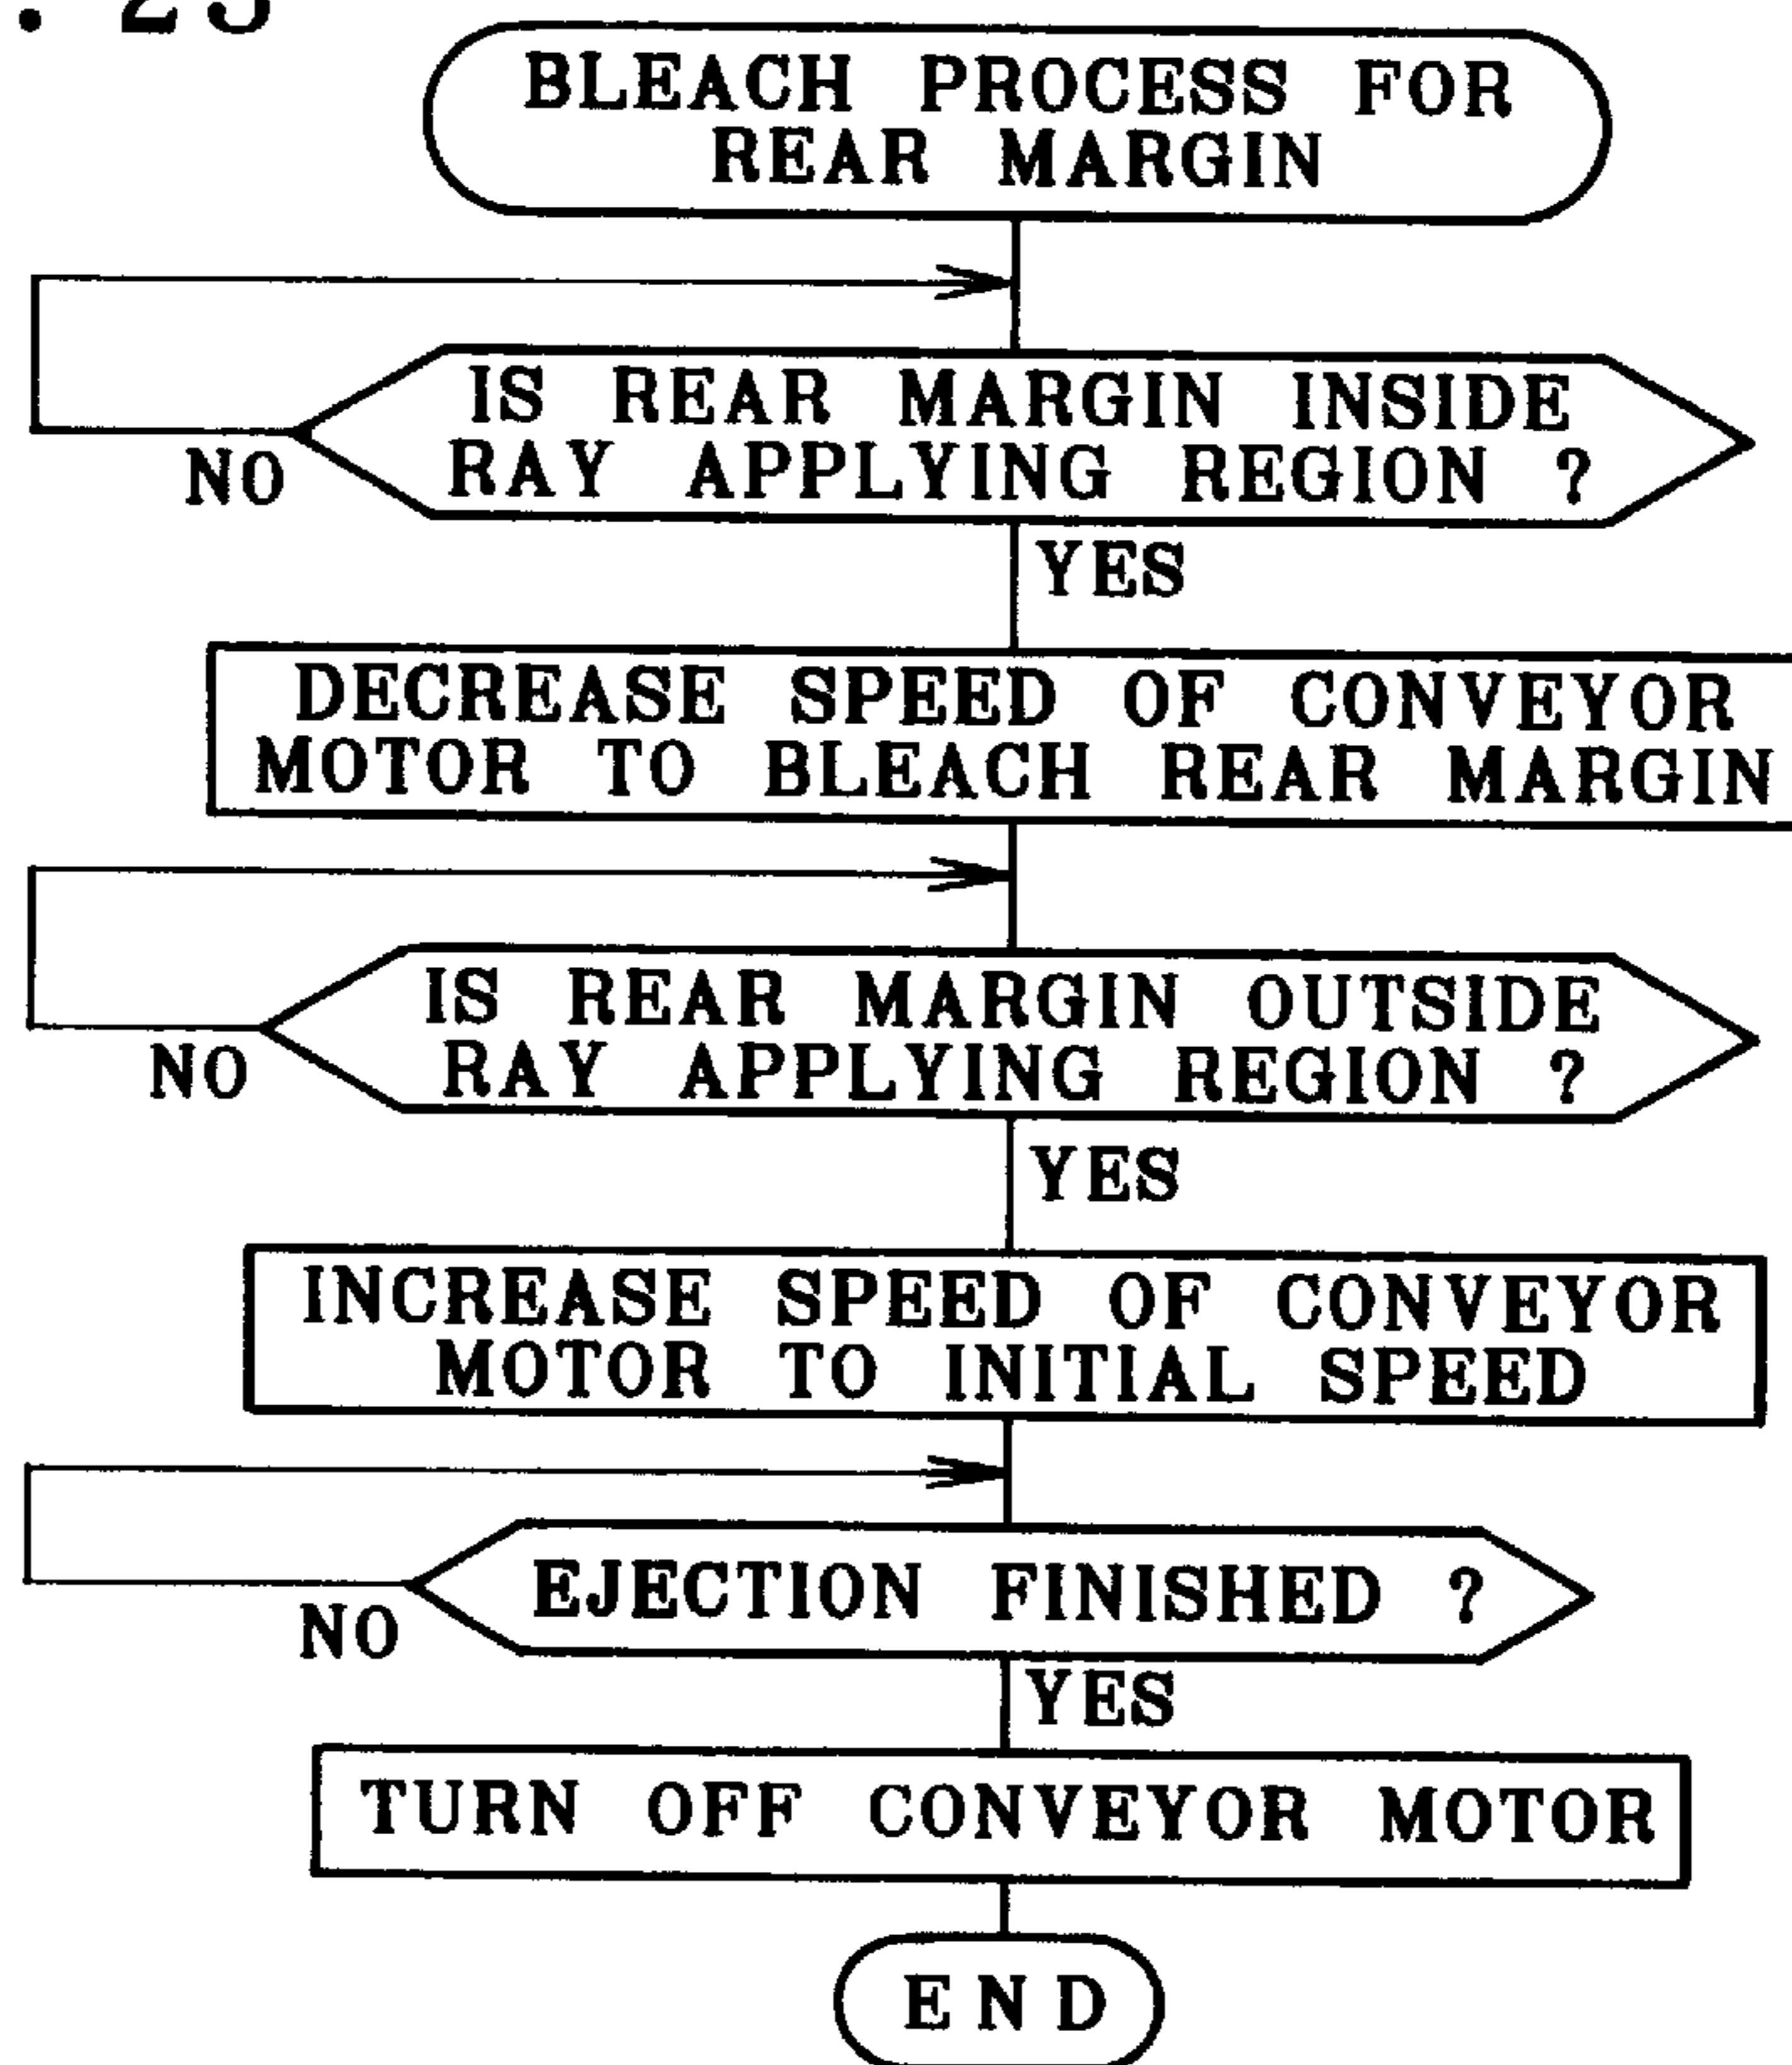 . 25
BLEACH PROCESS FOR
REAR MARGIN
IS REAR MARGIN INSIDE
RAY APPLYING REGION ?
NO
YES
DECREASE SPEED OF CONVEYOR
MOTOR TO BLEACH REAR MARGIN
IS REAR MARGIN OUTSIDE
RAY APPLYING REGION ?
NO
YES
INCREASE SPEED OF CONVEYOR
MOTOR TO INITIAL SPEED
EJECTION FINISHED ?
NO
YES
TURN OFF CONVEYOR MOTOR
END